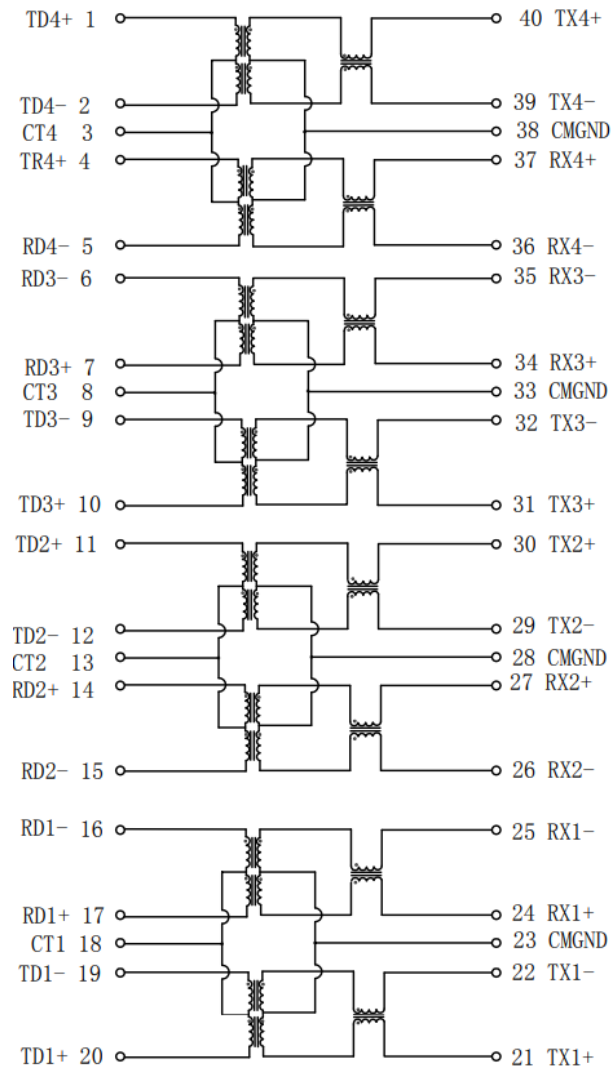 TD4+ 1 40 TX4+
TD4- 2 39 TX4-
CT4 3 38 CMGND
TR4+ 4 37 RX4+
RD4- 5 36 RX4-
RD3- 6 35 RX3-
RD3+ 7 34 RX3+
CT3 8 33 CMGND
TD3- 9 32 TX3-
TD3+ 10 31 TX3+
TD2+ 11 30 TX2+
TD2- 12 29 TX2-
CT2 13 28 CMGND
RD2+ 14 27 RX2+
RD2- 15 26 RX2-
RD1- 16 25 RX1-
RD1+ 17 24 RX1+
CT1 18 23 CMGND
TD1- 19 22 TX1-
TD1+ 20 21 TX1+